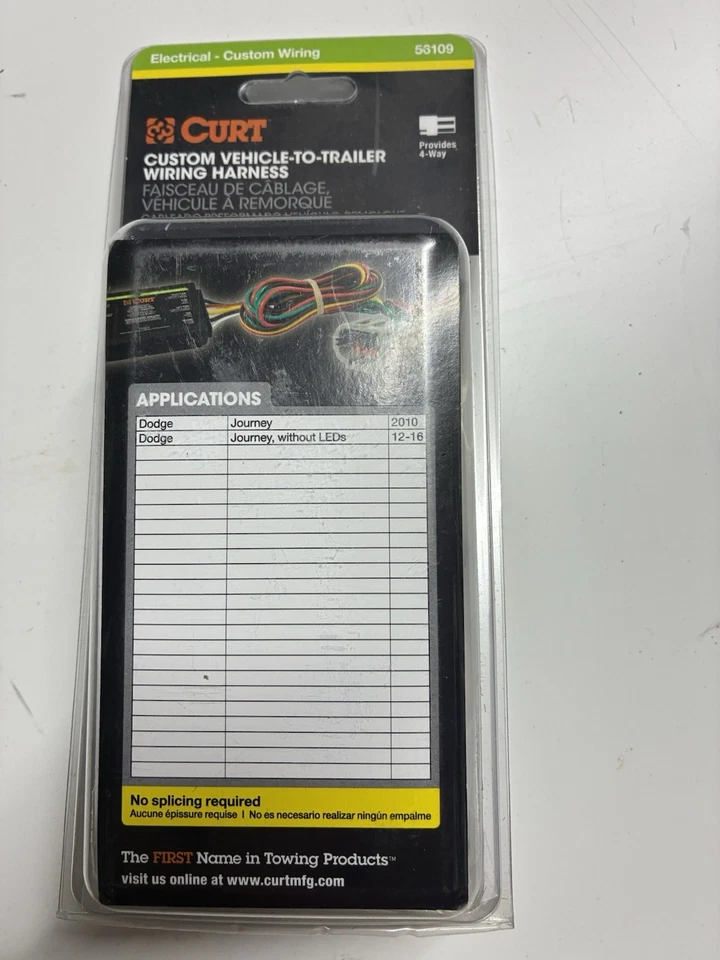 Electrical - Custom Wiring 56109
CURT
Provides
4-Way
CUSTOM VEHICLE-TO-TRAILER
WIRING HARNESS
FAISCEAU DE CÂBLAGE,
VÉHICULE À REMORQUE
CURT
APPLICATIONS
Dodge Journey 2010
Dodge Journey, without LEDs 12-16
No splicing required
Aucune épissure requise I No es necesario realizar ningún empalme
The FIRST Name in Towing Products™
visit us online at www.curtmfg.com